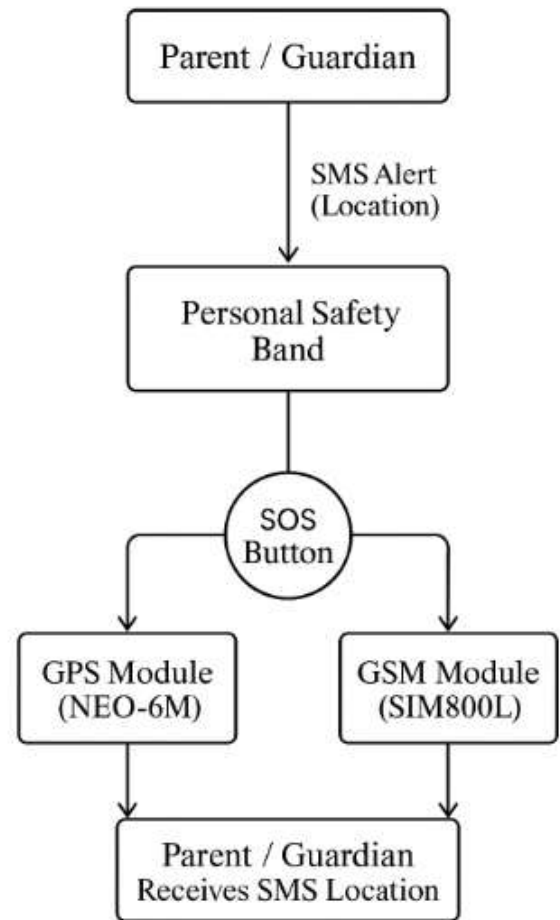 Parent / Guardian
SMS Alert
(Location)
Personal Safety
Band
SOS
Button
GPS Module
(NEO-6M)
GSM Module
(SIM800L)
Parent / Guardian
Receives SMS Location